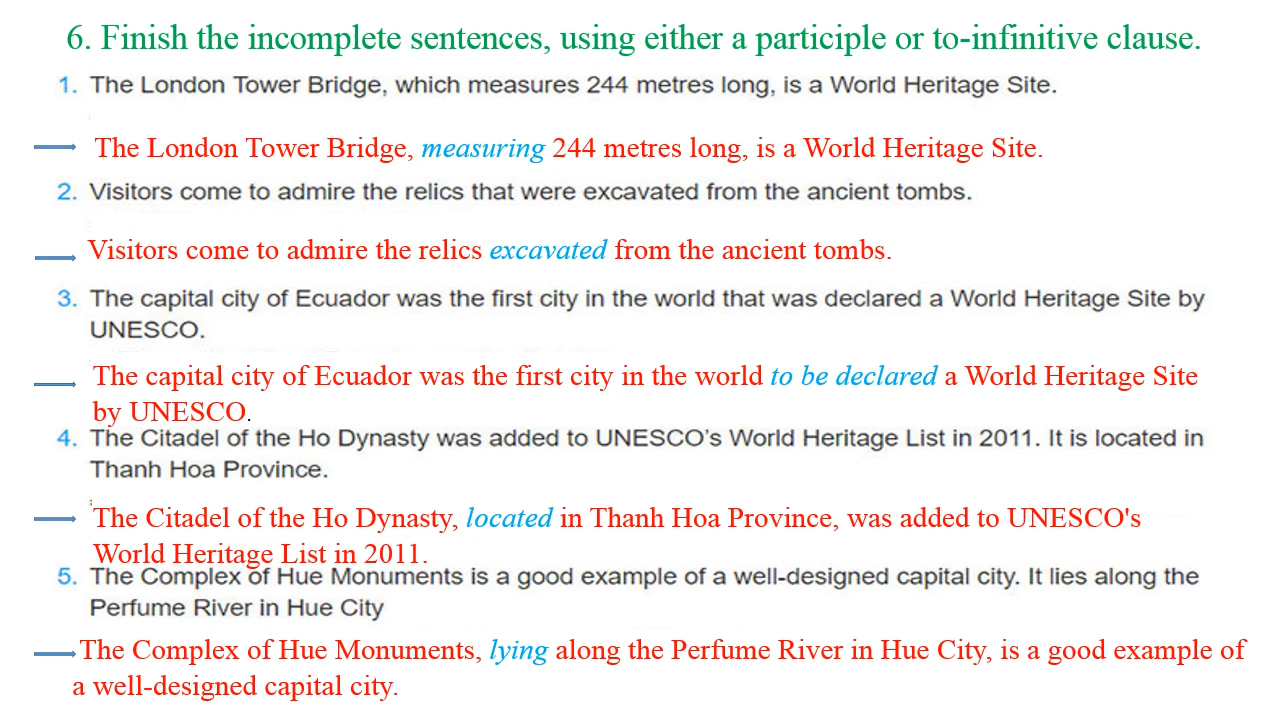 6. Finish the incomplete sentences, using either a participle or to-infinitive clause.
1. The London Tower Bridge, which measures 244 metres long, is a World Heritage Site.
The London Tower Bridge, measuring 244 metres long, is a World Heritage Site.
2. Visitors come to admire the relics that were excavated from the ancient tombs.
Visitors come to admire the relics excavated from the ancient tombs.
3. The capital city of Ecuador was the first city in the world that was declared a World Heritage Site by
UNESCO.
The capital city of Ecuador was the first city in the world to be declared a World Heritage Site
by UNESCO.
4. The Citadel of the Ho Dynasty was added to UNESCO’s World Heritage List in 2011. It is located in
Thanh Hoa Province.
The Citadel of the Ho Dynasty, located in Thanh Hoa Province, was added to UNESCO's
World Heritage List in 2011.
5. The Complex of Hue Monuments is a good example of a well-designed capital city. It lies along the
Perfume River in Hue City
The Complex of Hue Monuments, lying along the Perfume River in Hue City, is a good example of
a well-designed capital city.